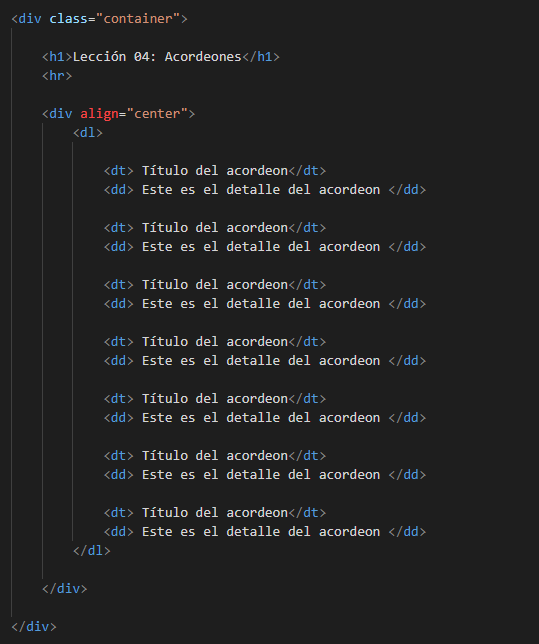 <div class="container">
<h1>Lección 04: Acordeones</h1>
<hr>
<div align="center">
<dl>
<dt> Título del acordeon</dt>
<dd> Este es el detalle del acordeon </dd>
<dt> Título del acordeon</dt>
<dd> Este es el detalle del acordeon </dd>
<dt> Título del acordeon</dt>
<dd> Este es el detalle del acordeon </dd>
<dt> Título del acordeon</dt>
<dd> Este es el detalle del acordeon </dd>
<dt> Título del acordeon</dt>
<dd> Este es el detalle del acordeon </dd>
<dt> Título del acordeon</dt>
<dd> Este es el detalle del acordeon </dd>
<dt> Título del acordeon</dt>
<dd> Este es el detalle del acordeon </dd>
</dl>
</div>
</div>